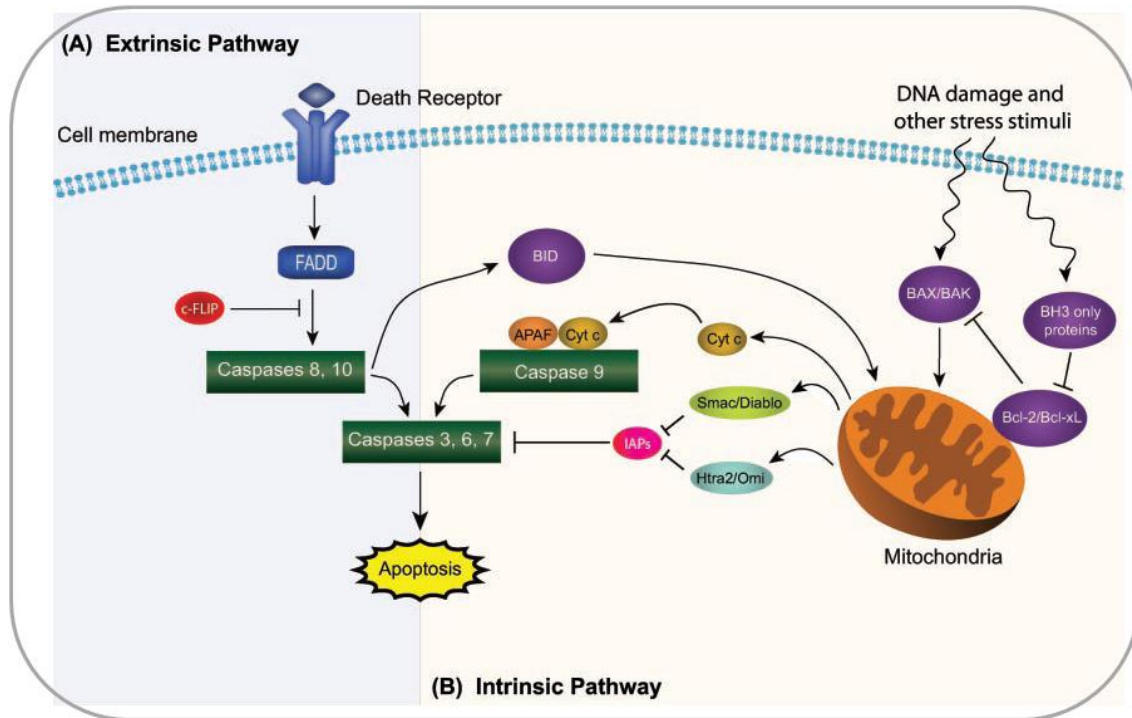 (A) Extrinsic Pathway
Death Receptor
Cell membrane
DNA damage and
other stress stimuli
FADD
BID
BAX/BAK
BH3 only
proteins
c-FLIP
APAF
Cyt c
Cyt c
Caspases 8, 10
Caspase 9
Smac/Diablo
Bcl-2/Bcl-xL
Caspases 3, 6, 7
IAPs
Htra2/Omi
Mitochondria
Apoptosis
(B) Intrinsic Pathway